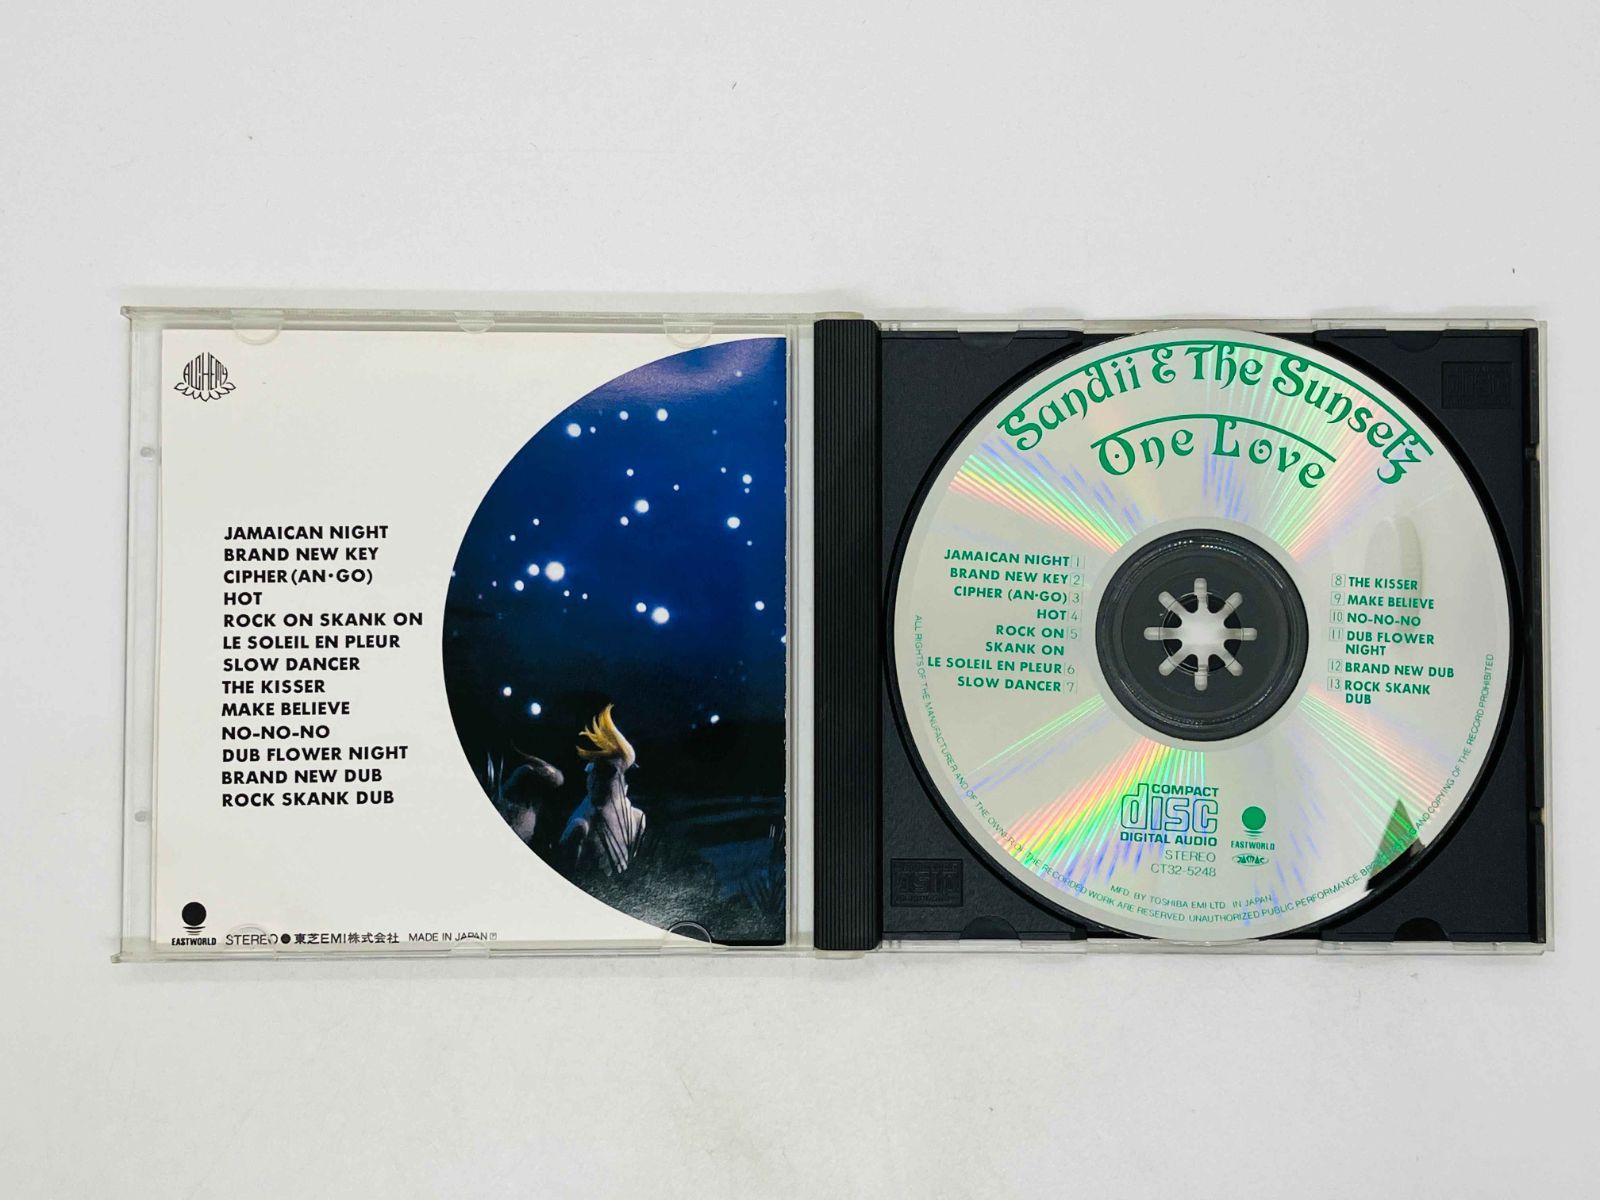 ALCHEMY
JAMAICAN NIGHT
BRAND NEW KEY
CIPHER (AN・GO)
HOT
ROCK ON SKANK ON
LE SOLEIL EN PLEUR
SLOW DANCER
THE KISSER
MAKE BELIEVE
NO-NO-NO
DUB FLOWER NIGHT
BRAND NEW DUB
ROCK SKANK DUB
EASTWORLD STEREO●東芝EMI株式会社 MADE IN JAPAN Ⓟ
Sandii & The Sunsetz
One Love
JAMAICAN NIGHT 1
BRAND NEW KEY 2
CIPHER (AN・GO) 3
HOT 4
ROCK ON 5
SKANK ON
LE SOLEIL EN PLEUR 6
SLOW DANCER 7
8 THE KISSER
9 MAKE BELIEVE
10 NO-NO-NO
11 DUB FLOWER
NIGHT
12 BRAND NEW DUB
13 ROCK SKANK
DUB
COMPACT
disc
DIGITAL AUDIO
STEREO
CT32-5248
EASTWORLD
MFD. BY TOSHIBA EMI LTD. IN JAPAN
ALL RIGHTS OF THE MANUFACTURER AND OF THE OWNER OF THE RECORDED WORK ARE RESERVED. UNAUTHORIZED PUBLIC PERFORMANCE, AND COPYING OF THE RECORD PROHIBITED